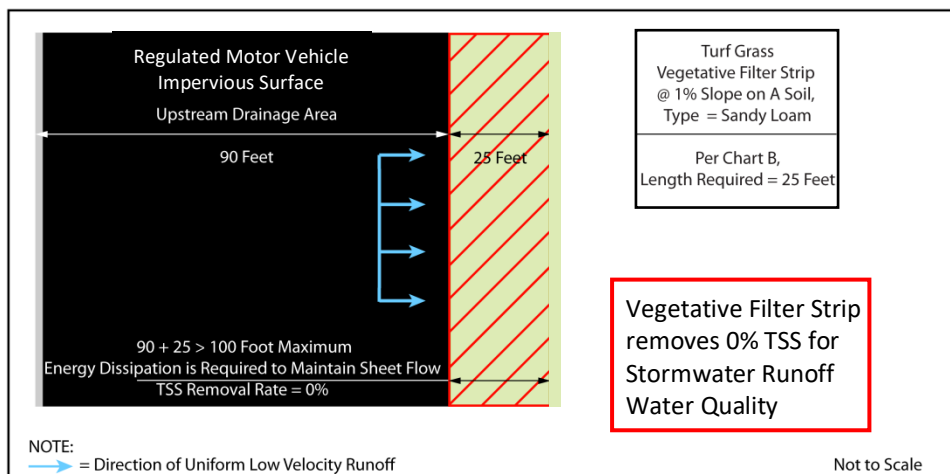 Regulated Motor Vehicle
Impervious Surface
Upstream Drainage Area
90 Feet
25 Feet
90 + 25 > 100 Foot Maximum
Energy Dissipation is Required to Maintain Sheet Flow
TSS Removal Rate = 0%
Turf Grass
Vegetative Filter Strip
@ 1% Slope on A Soil,
Type = Sandy Loam
Per Chart B,
Length Required = 25 Feet
Vegetative Filter Strip
removes 0% TSS for
Stormwater Runoff
Water Quality
NOTE:
= Direction of Uniform Low Velocity Runoff
Not to Scale